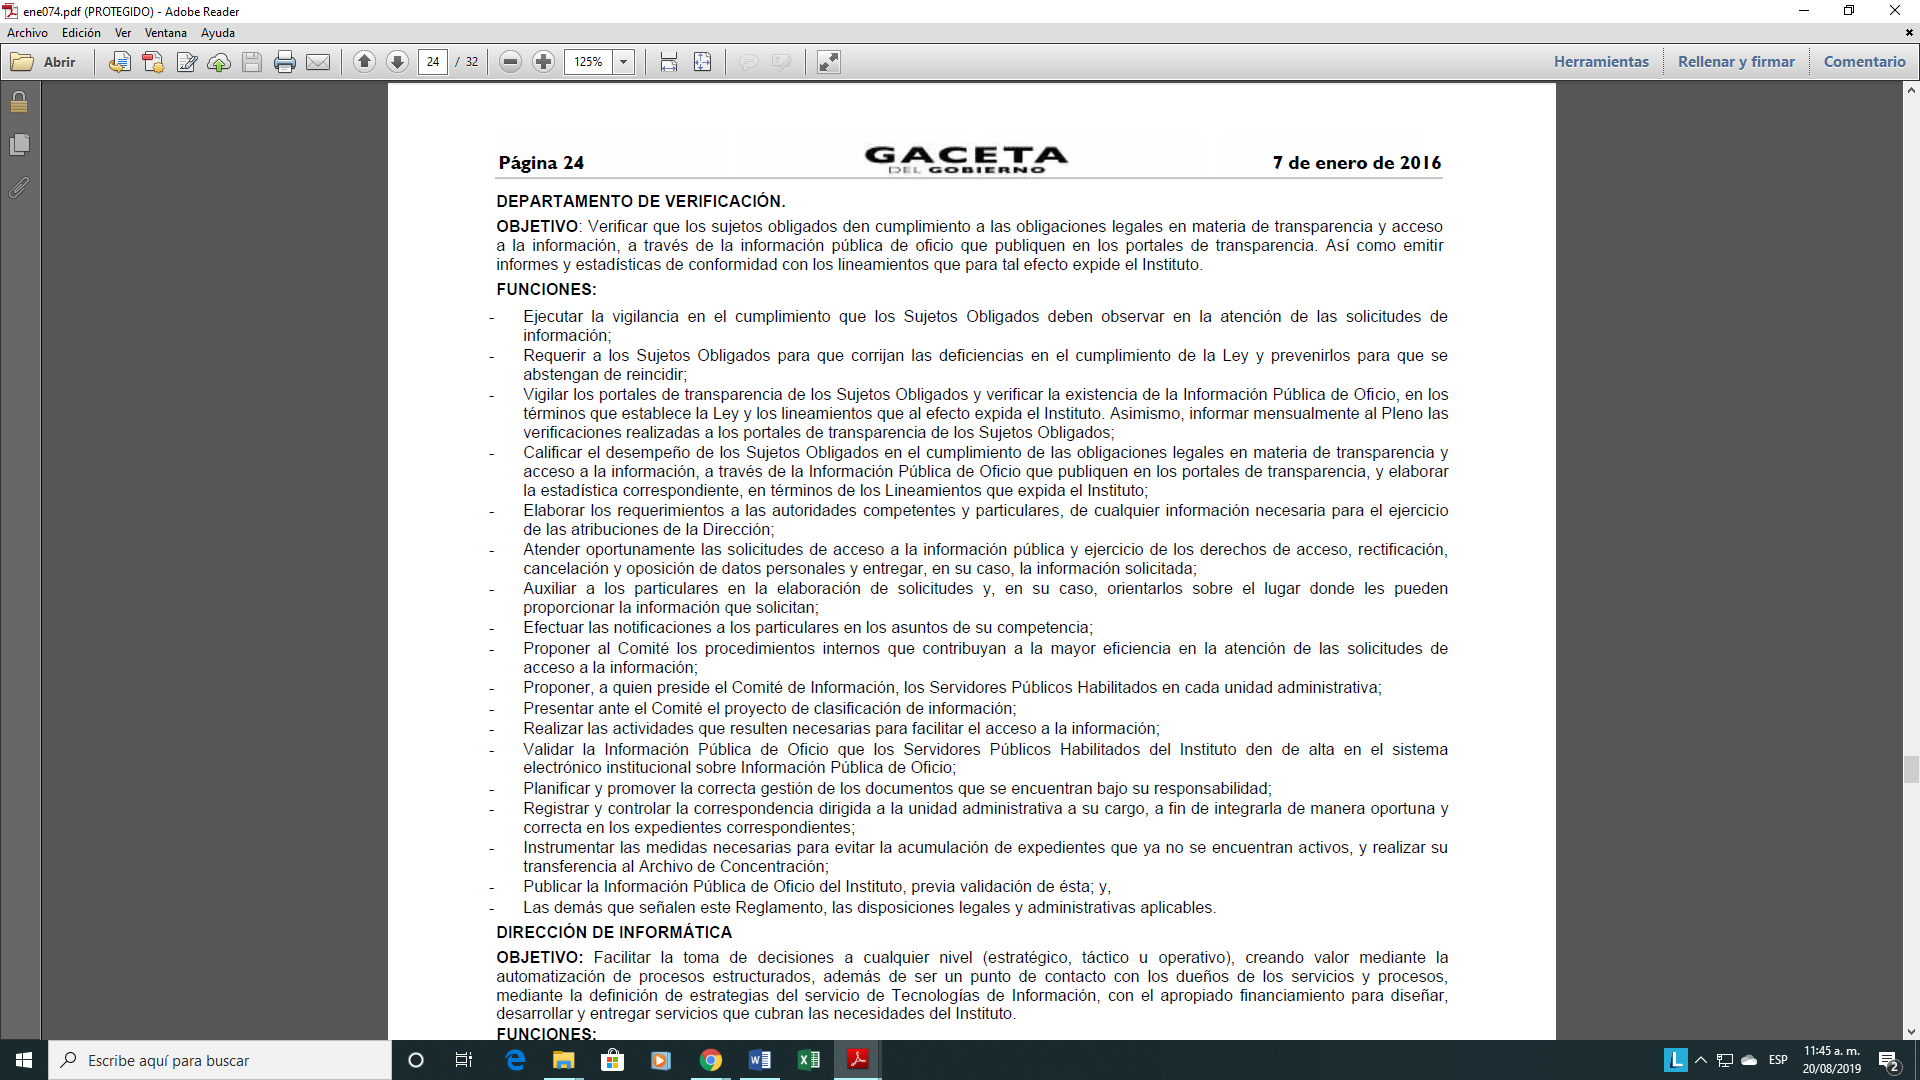 ene074.pdf (PROTEGIDO) - Adobe Reader
Archivo Edición Ver Ventana Ayuda
Abrir 24 / 32 125% Herramientas Rellenar y firmar Comentario
Página 24 GACETA DEL GOBIERNO 7 de enero de 2016
DEPARTAMENTO DE VERIFICACIÓN.
OBJETIVO: Verificar que los sujetos obligados den cumplimiento a las obligaciones legales en materia de transparencia y acceso
a la información, a través de la información pública de oficio que publiquen en los portales de transparencia. Así como emitir
informes y estadísticas de conformidad con los lineamientos que para tal efecto expide el Instituto.
FUNCIONES:
- Ejecutar la vigilancia en el cumplimiento que los Sujetos Obligados deben observar en la atención de las solicitudes de
información;
- Requerir a los Sujetos Obligados para que corrijan las deficiencias en el cumplimiento de la Ley y prevenirlos para que se
abstengan de reincidir;
- Vigilar los portales de transparencia de los Sujetos Obligados y verificar la existencia de la Información Pública de Oficio, en los
términos que establece la Ley y los lineamientos que al efecto expida el Instituto. Asimismo, informar mensualmente al Pleno las
verificaciones realizadas a los portales de transparencia de los Sujetos Obligados;
- Calificar el desempeño de los Sujetos Obligados en el cumplimiento de las obligaciones legales en materia de transparencia y
acceso a la información, a través de la Información Pública de Oficio que publiquen en los portales de transparencia, y elaborar
la estadística correspondiente, en términos de los Lineamientos que expida el Instituto;
- Elaborar los requerimientos a las autoridades competentes y particulares, de cualquier información necesaria para el ejercicio
de las atribuciones de la Dirección;
- Atender oportunamente las solicitudes de acceso a la información pública y ejercicio de los derechos de acceso, rectificación,
cancelación y oposición de datos personales y entregar, en su caso, la información solicitada;
- Auxiliar a los particulares en la elaboración de solicitudes y, en su caso, orientarlos sobre el lugar donde les pueden
proporcionar la información que solicitan;
- Efectuar las notificaciones a los particulares en los asuntos de su competencia;
- Proponer al Comité los procedimientos internos que contribuyan a la mayor eficiencia en la atención de las solicitudes de
acceso a la información;
- Proponer, a quien preside el Comité de Información, los Servidores Públicos Habilitados en cada unidad administrativa;
- Presentar ante el Comité el proyecto de clasificación de información;
- Realizar las actividades que resulten necesarias para facilitar el acceso a la información;
- Validar la Información Pública de Oficio que los Servidores Públicos Habilitados del Instituto den de alta en el sistema
electrónico institucional sobre Información Pública de Oficio;
- Planificar y promover la correcta gestión de los documentos que se encuentran bajo su responsabilidad;
- Registrar y controlar la correspondencia dirigida a la unidad administrativa a su cargo, a fin de integrarla de manera oportuna y
correcta en los expedientes correspondientes;
- Instrumentar las medidas necesarias para evitar la acumulación de expedientes que ya no se encuentran activos, y realizar su
transferencia al Archivo de Concentración;
- Publicar la Información Pública de Oficio del Instituto, previa validación de ésta; y,
- Las demás que señalen este Reglamento, las disposiciones legales y administrativas aplicables.
DIRECCIÓN DE INFORMÁTICA
OBJETIVO: Facilitar la toma de decisiones a cualquier nivel (estratégico, táctico u operativo), creando valor mediante la
automatización de procesos estructurados, además de ser un punto de contacto con los dueños de los servicios y procesos,
mediante la definición de estrategias del servicio de Tecnologías de Información, con el apropiado financiamiento para diseñar,
desarrollar y entregar servicios que cubran las necesidades del Instituto.
FUNCIONES:
Escribe aquí para buscar
L ESP 11:45 a. m.
20/08/2019 2